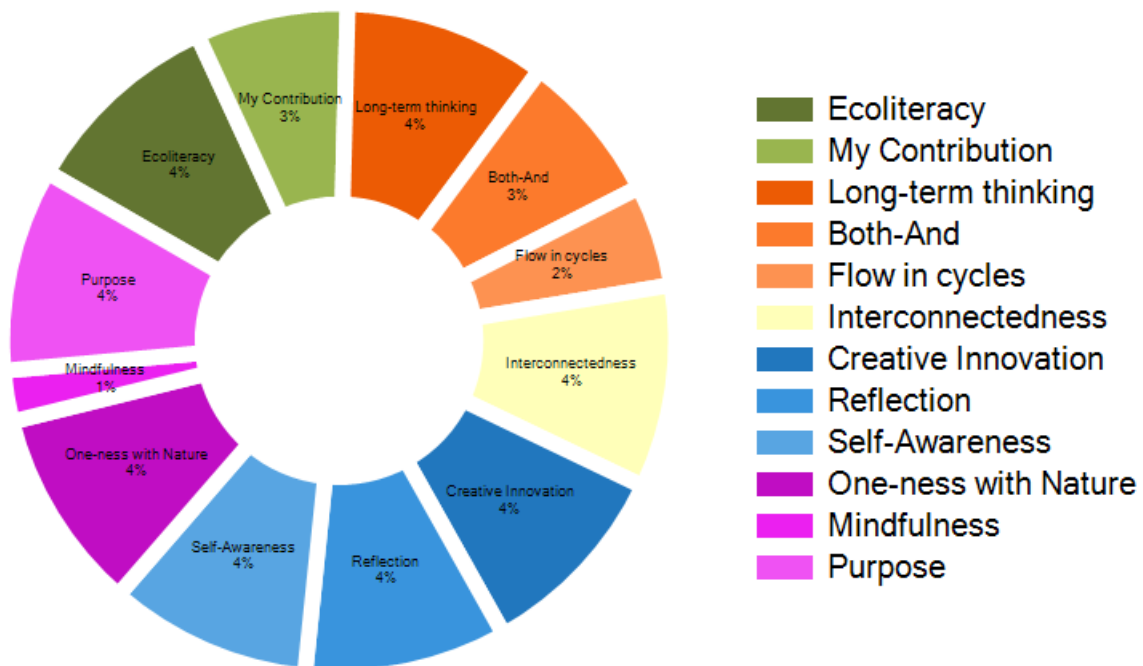 My Contribution
3%
Long-term thinking
4%
Both-And
3%
Flow in cycles
2%
Interconnectedness
4%
Creative Innovation
4%
Reflection
4%
Self-Awareness
4%
One-ness with Nature
4%
Mindfulness
1%
Purpose
4%
Ecoliteracy
4%
Ecoliteracy
My Contribution
Long-term thinking
Both-And
Flow in cycles
Interconnectedness
Creative Innovation
Reflection
Self-Awareness
One-ness with Nature
Mindfulness
Purpose